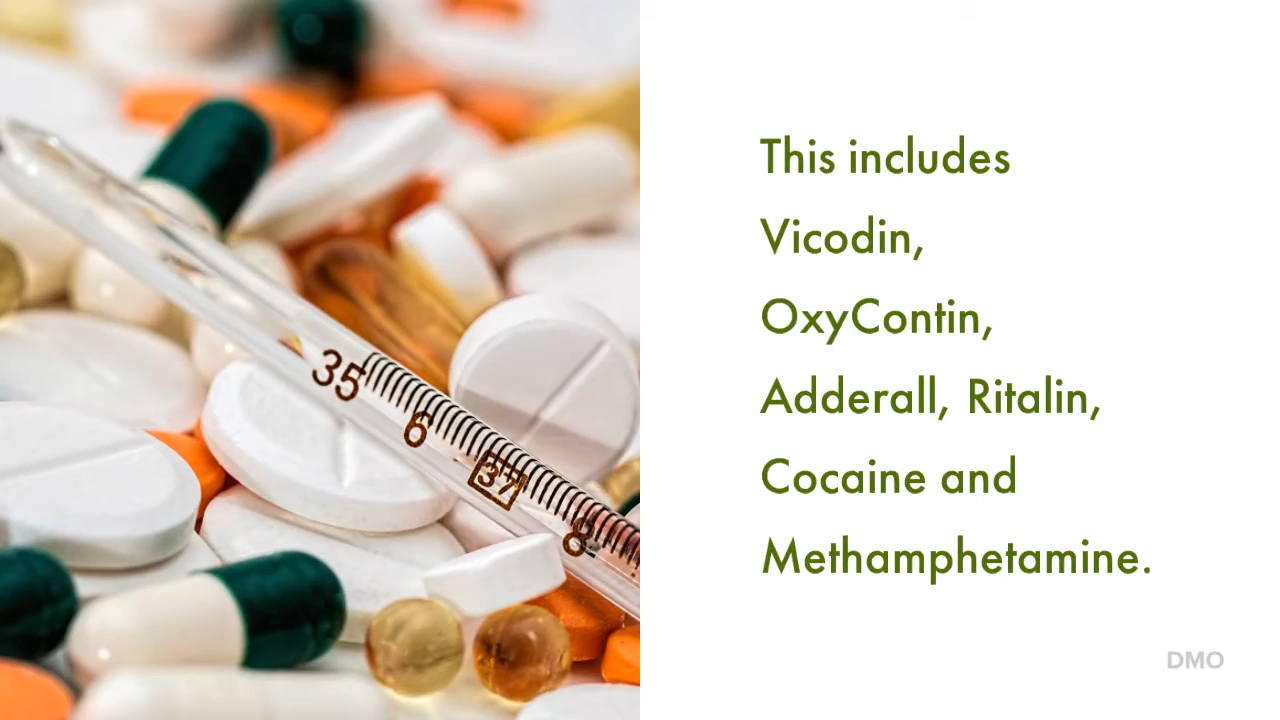 This includes
Vicodin,
OxyContin,
Adderall, Ritalin,
Cocaine and
Methamphetamine.
35
6
37
8
DMO